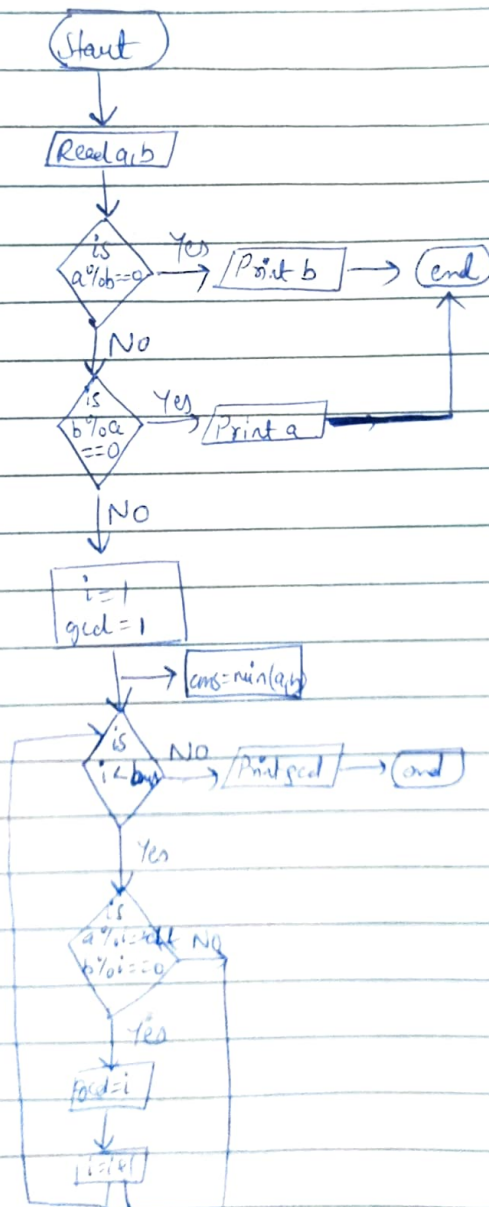 Start
Read a,b
is
a%b==0
Yes
Print b
end
NO
is
b%a
==0
Yes
Print a
NO
i=1
gcd=1
ans=min(a,b)
is
i<
NO
Print gcd
end
Yes
is
b%i==0
NO
Yes
gcd=i
i=i+1